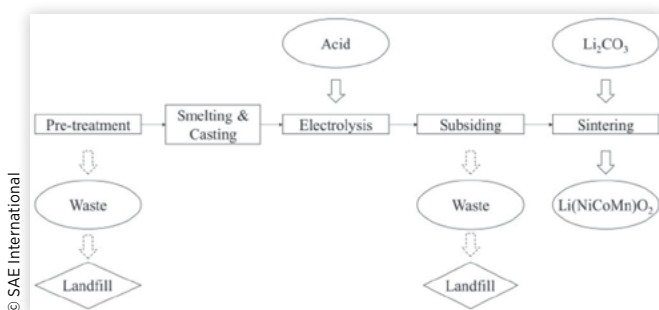 Acid
Li₂CO₃
Pre-treatment
Smelting &
Casting
Electrolysis
Subsiding
Sintering
Waste
Waste
Li(NiCoMn)O₂
Landfill
Landfill
© SAE International